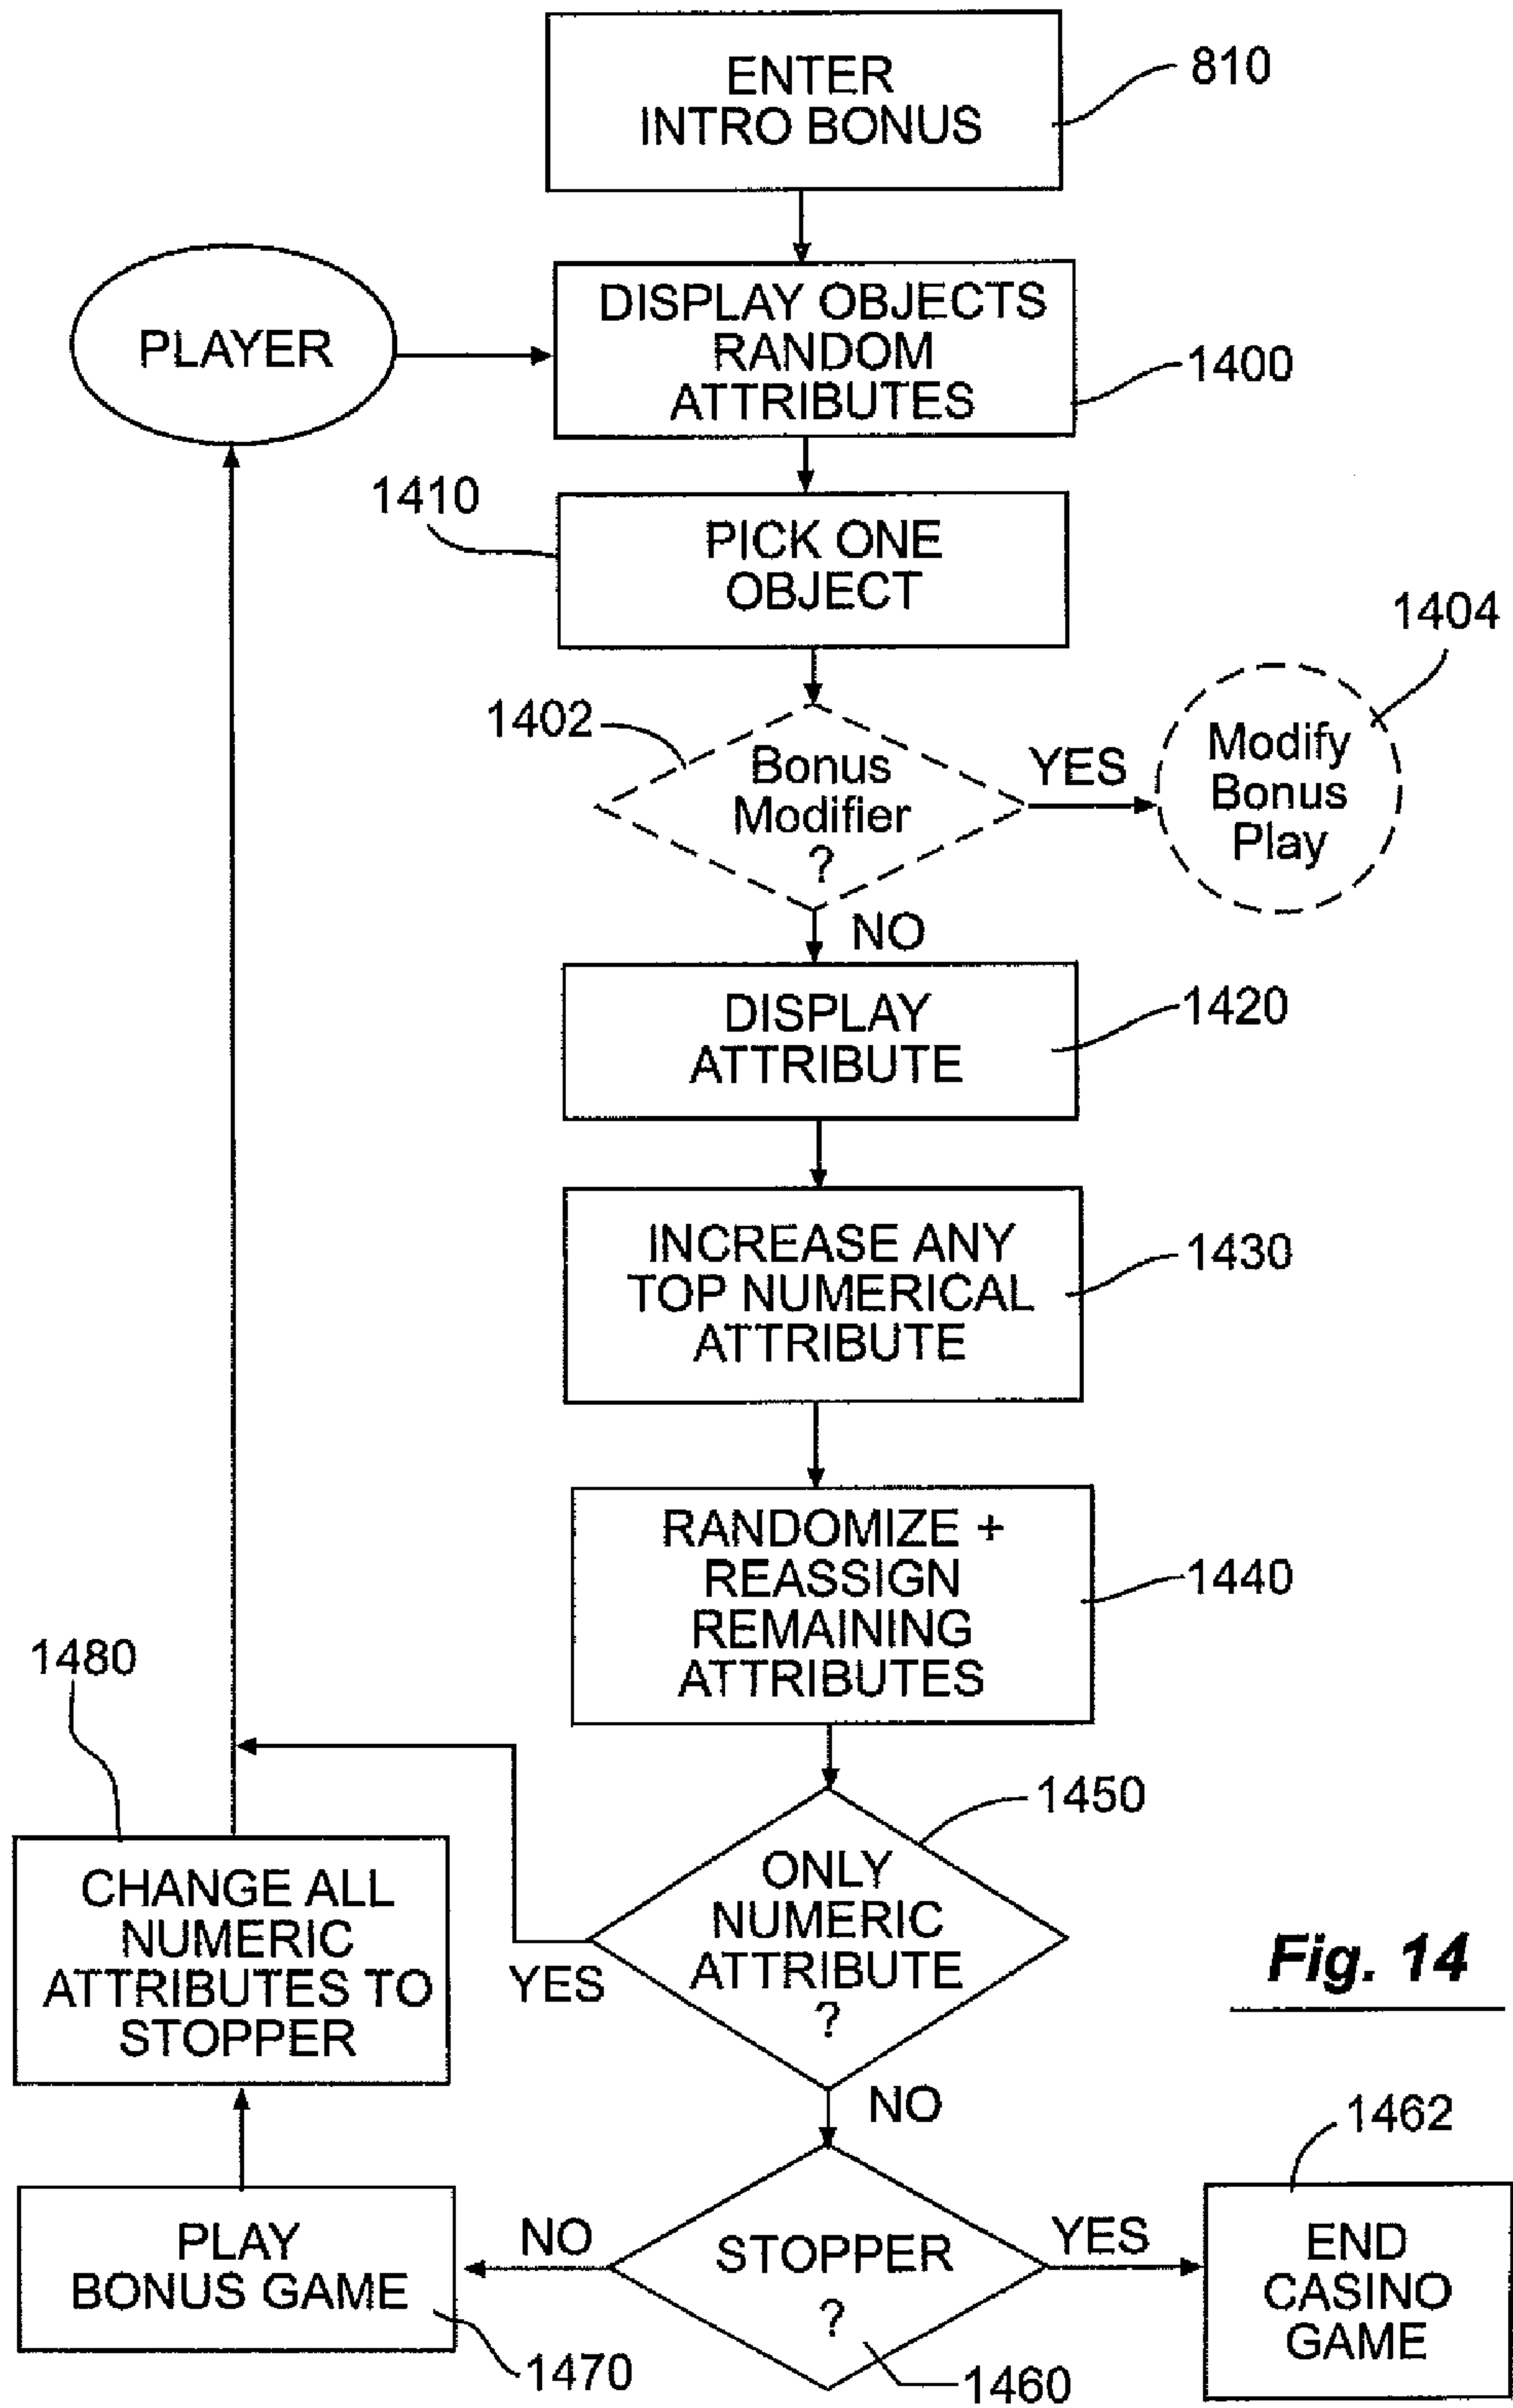 ENTER
INTRO BONUS
810
PLAYER
DISPLAY OBJECTS
RANDOM
ATTRIBUTES
1400
1410
PICK ONE
OBJECT
1404
1402
Bonus
Modifier
?
YES
Modify
Bonus
Play
NO
DISPLAY
ATTRIBUTE
1420
INCREASE ANY
TOP NUMERICAL
ATTRIBUTE
1430
RANDOMIZE +
REASSIGN
REMAINING
ATTRIBUTES
1440
1480
CHANGE ALL
NUMERIC
ATTRIBUTES TO
STOPPER
1450
ONLY
NUMERIC
ATTRIBUTE
?
YES
Fig. 14
NO
1462
PLAY
BONUS GAME
1470
NO
STOPPER
?
1460
YES
END
CASINO
GAME